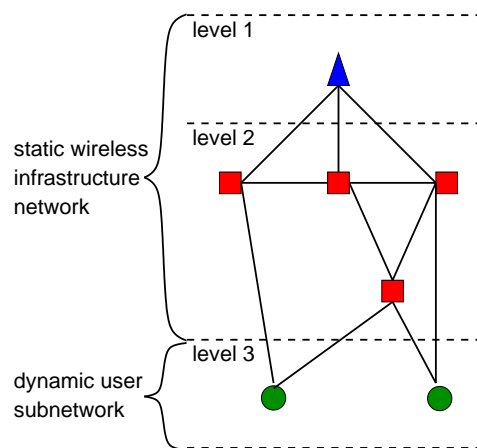 level 1
level 2
static wireless
infrastructure
network
level 3
dynamic user
subnetwork